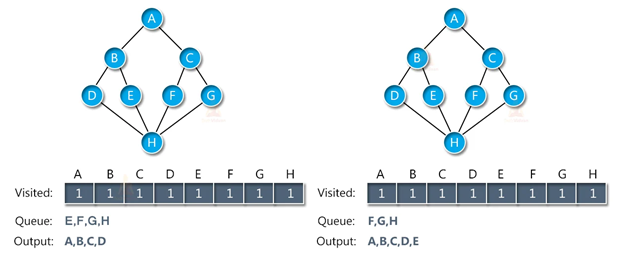 A
B C
D E F G
H
A B C D E F G H
Visited: 1 1 1 1 1 1 1 1
Queue: E,F,G,H
Output: A,B,C,D
A
B C
D E F G
H
A B C D E F G H
Visited: 1 1 1 1 1 1 1 1
Queue: F,G,H
Output: A,B,C,D,E